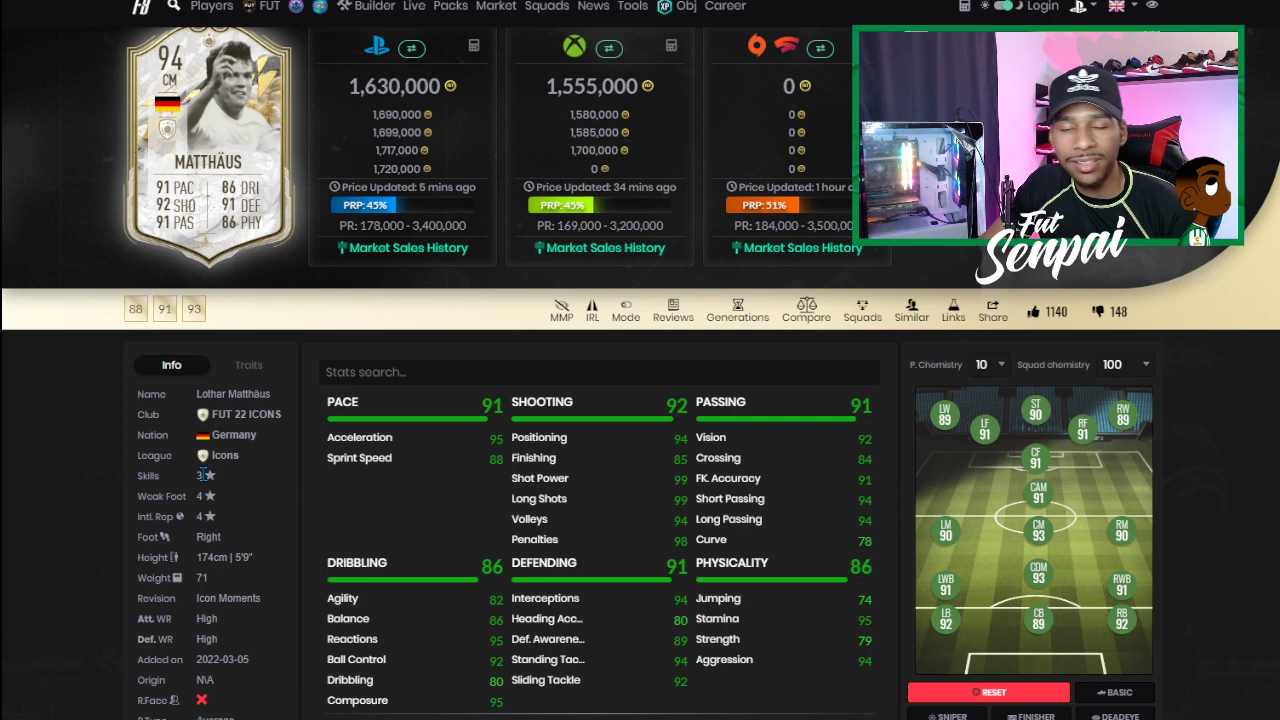 Players FUT Builder Live Packs Market Squads News Tools XP Obj Career Login
94
CM
MATTHÄUS
91 PAC 86 DRI
92 SHO 91 DEF
91 PAS 86 PHY
1,630,000
1,690,000
1,699,000
1,717,000
1,720,000
Price Updated: 5 mins ago
PRP: 45%
PR: 178,000 - 3,400,000
Market Sales History
1,555,000
1,580,000
1,585,000
1,700,000
0
Price Updated: 34 mins ago
PRP: 45%
PR: 169,000 - 3,200,000
Market Sales History
0
0
0
0
0
Price Updated: 1 hour
PRP: 51%
PR: 184,000 - 3,500,00
Market Sales History
adidas
Fut
Senpai
88 91 93
MMP IRL Mode Reviews Generations Compare Squads Similar Links Share 1140 148
Info Traits
Name Lothar Matthäus
Club FUT 22 ICONS
Nation Germany
League Icons
Skills 3
Weak Foot 4
Intl. Rep 4
Foot Right
Height 174cm | 5'9"
Weight 71
Revision Icon Moments
Att. WR High
Def. WR High
Added on 2022-03-05
Origin N\A
R.Face
Stats search...
PACE 91
Acceleration 95
Sprint Speed 88
SHOOTING 92
Positioning 94
Finishing 85
Shot Power 99
Long Shots 99
Volleys 94
Penalties 98
PASSING 91
Vision 92
Crossing 84
FK. Accuracy 91
Short Passing 94
Long Passing 94
Curve 78
DRIBBLING 86
Agility 82
Balance 86
Reactions 95
Ball Control 92
Dribbling 80
Composure 95
DEFENDING 91
Interceptions 94
Heading Acc... 80
Def. Awarene... 89
Standing Tac... 94
Sliding Tackle 92
PHYSICALITY 86
Jumping 74
Stamina 95
Strength 79
Aggression 94
P. Chemistry 10 Squad chemistry 100
LW 89
ST 90
RW 89
LF 91
RF 91
CF 91
CAM 91
LM 90
CM 93
RM 90
CDM 93
LWB 91
RWB 91
LB 92
CB 89
RB 92
RESET BASIC
SNIPER FINISHER DEADEYE